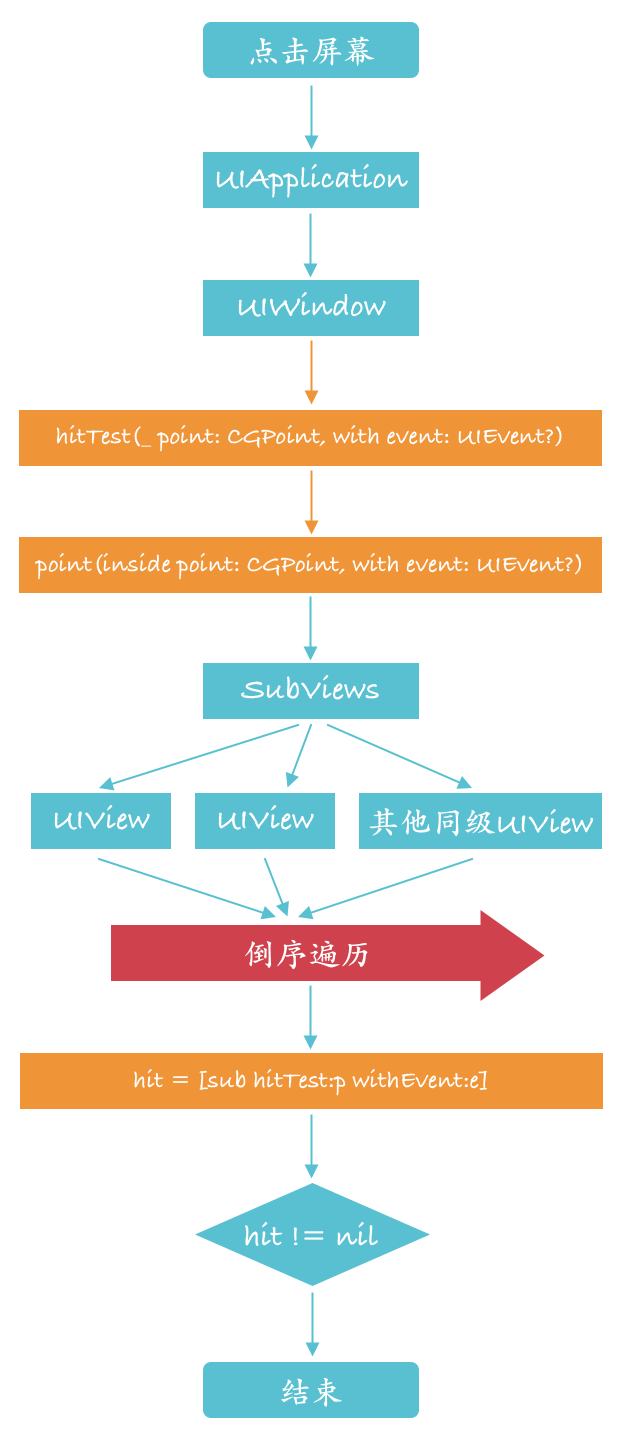 点击屏幕
UIApplication
UIWindow
hitTest(_ point: CGPoint, with event: UIEvent?)
point(inside point: CGPoint, with event: UIEvent?)
SubViews
UIView
UIView
其他同级UIView
倒序遍历
hit = [sub hitTest:p withEvent:e]
hit != nil
结束